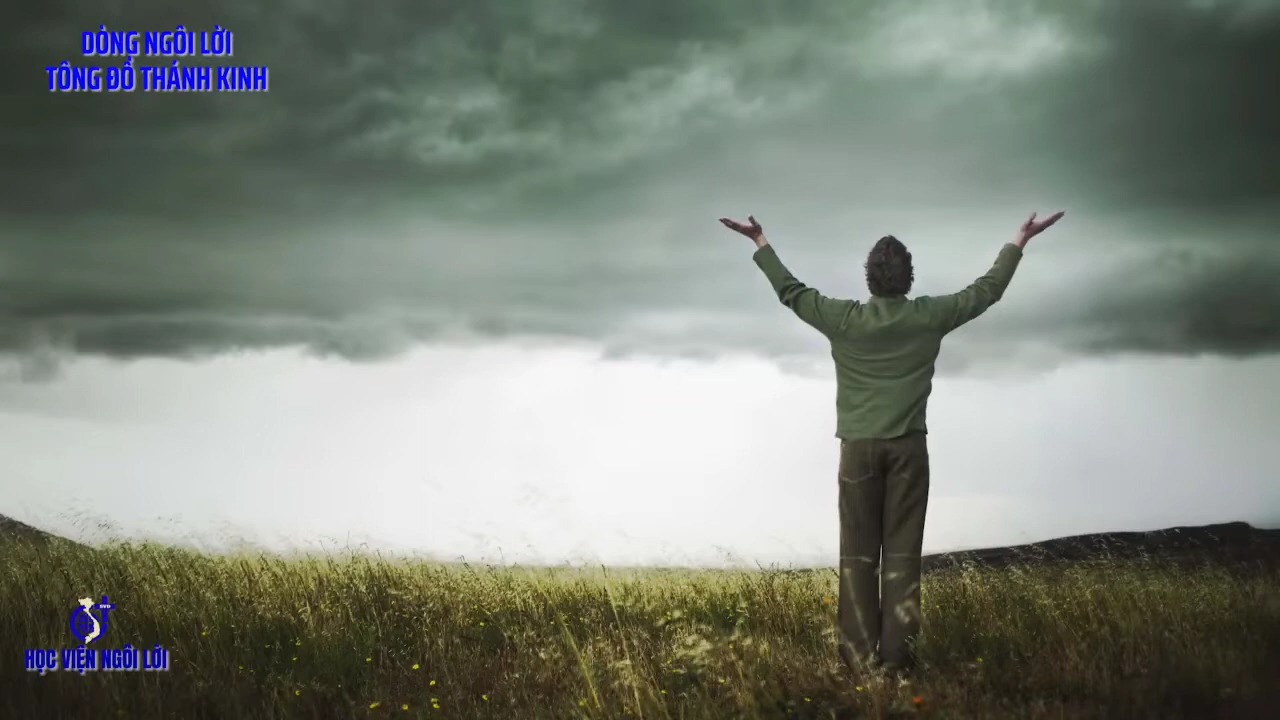 DÒNG NGÔI LỜI
TÔNG ĐỒ THÁNH KINH
HỌC VIỆN NGÔI LỜI